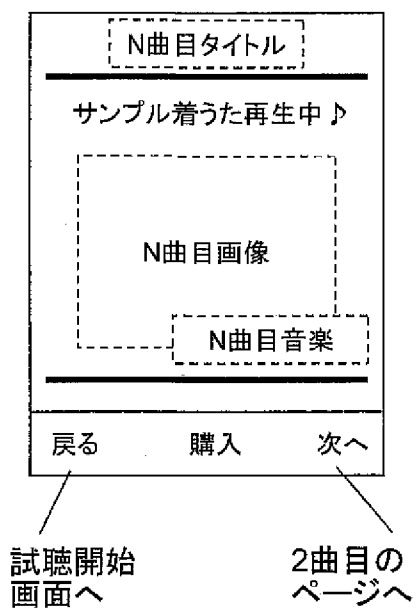 N曲目タイトル
サンプル着うた再生中♪
N曲目画像
N曲目音楽
戻る 購入 次へ
試聴開始
画面へ
2曲目の
ページへ